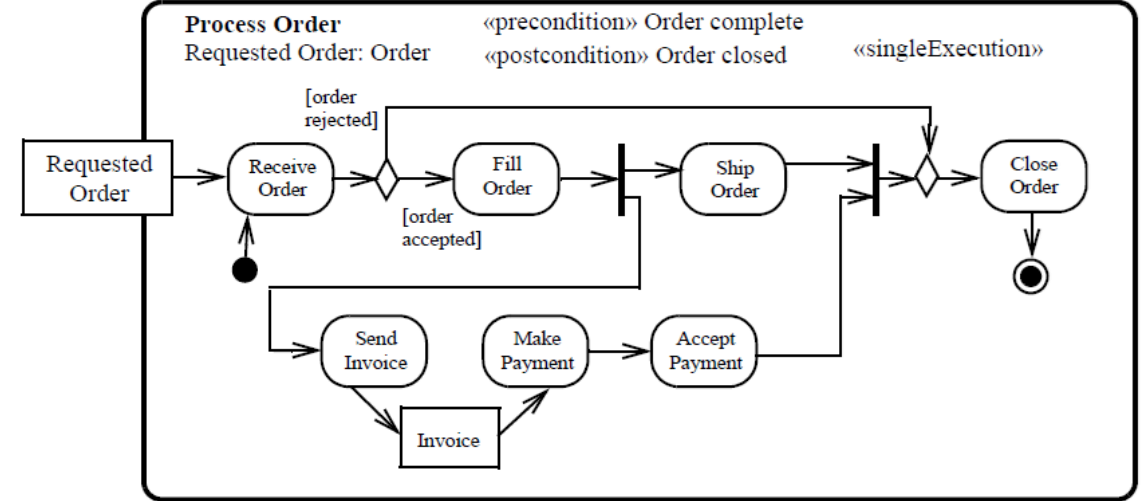 Process Order
Requested Order: Order
«precondition» Order complete
«postcondition» Order closed
«singleExecution»
[order
rejected]
Requested
Order
Receive
Order
Fill
Order
Ship
Order
Close
Order
[order
accepted]
Send
Invoice
Make
Payment
Accept
Payment
Invoice